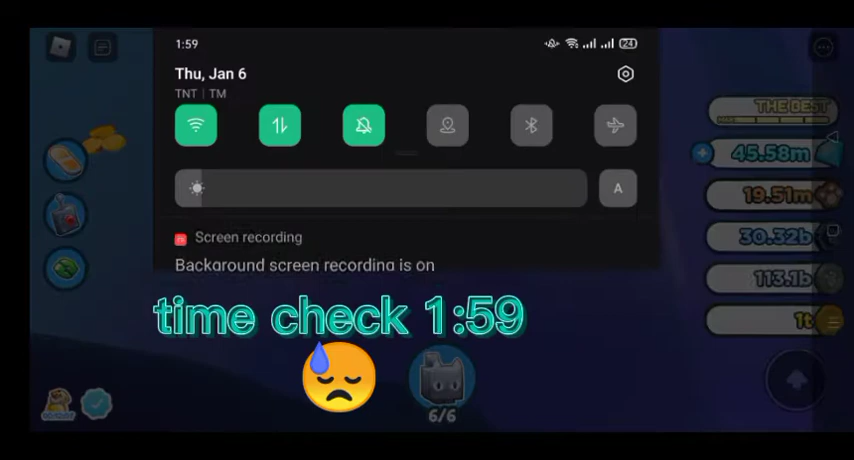 1:59
24
Thu, Jan 6
TNT | TM
A
Screen recording
Background screen recording is on
THE BEST
45.58m
19.51m
30.32b
113.1b
1t
time check 1:59
6/6